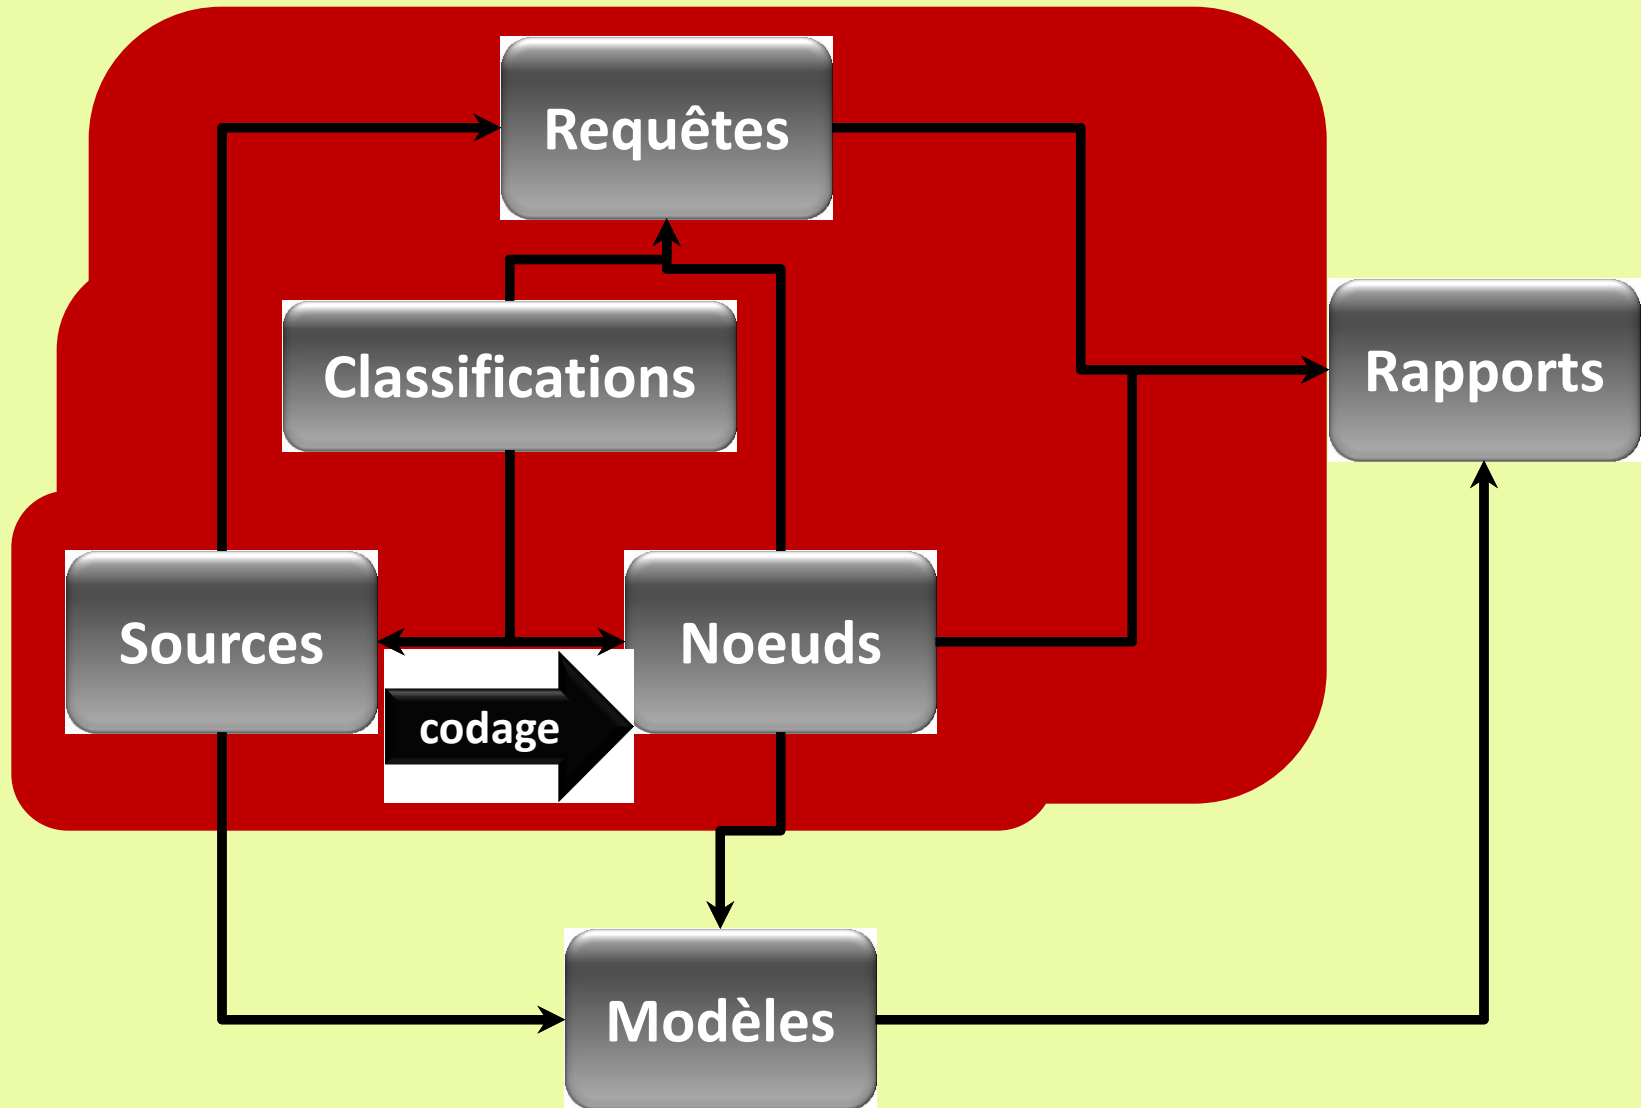 Requêtes
Classifications
Rapports
Sources
Noeuds
codage
Modèles